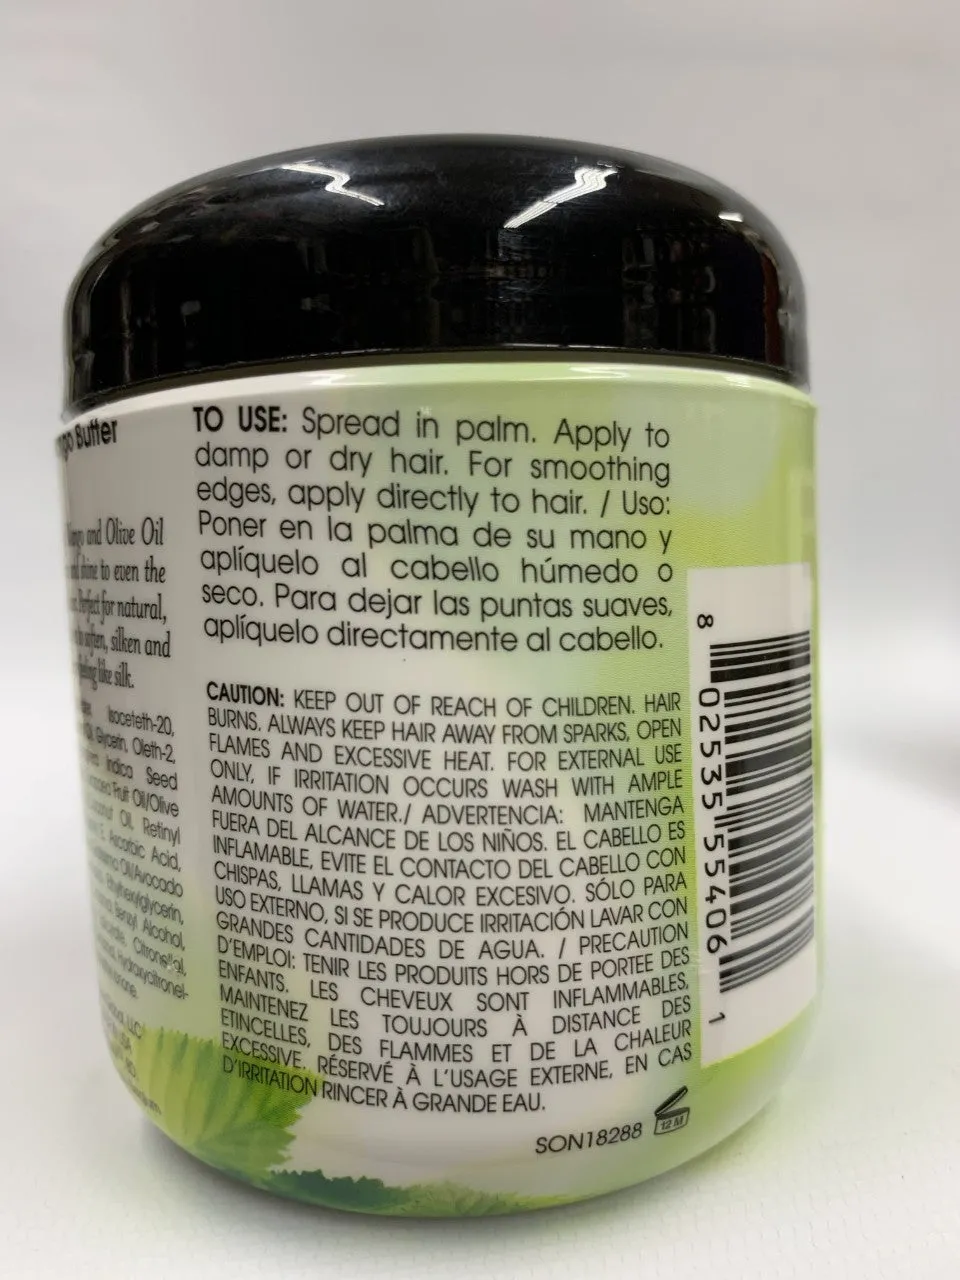 Butter
and Olive Oil
and shine to even the
Perfect for natural,
soften, silken and
like silk.
Isoceteth-20,
Glycerin, Oleth-2,
Indica Seed
Fruit Oil/Olive
Oil, Retinyl
Ascorbic Acid,
Oil/Avocado
Ethylhexylglycerin,
Benzyl Alcohol,
Citronellol,
Hydroxycitronel-
LLC
USA
TO USE: Spread in palm. Apply to
damp or dry hair. For smoothing
edges, apply directly to hair. / Uso:
Poner en la palma de su mano y
aplíquelo al cabello húmedo o
seco. Para dejar las puntas suaves,
aplíquelo directamente al cabello.
CAUTION: KEEP OUT OF REACH OF CHILDREN. HAIR
BURNS. ALWAYS KEEP HAIR AWAY FROM SPARKS, OPEN
FLAMES AND EXCESSIVE HEAT. FOR EXTERNAL USE
ONLY, IF IRRITATION OCCURS WASH WITH AMPLE
AMOUNTS OF WATER./ ADVERTENCIA: MANTENGA
FUERA DEL ALCANCE DE LOS NIÑOS. EL CABELLO ES
INFLAMABLE, EVITE EL CONTACTO DEL CABELLO CON
CHISPAS, LLAMAS Y CALOR EXCESIVO. SÓLO PARA
USO EXTERNO, SI SE PRODUCE IRRITACIÓN LAVAR CON
GRANDES CANTIDADES DE AGUA. / PRECAUTION
D'EMPLOI: TENIR LES PRODUITS HORS DE PORTEE DES
ENFANTS. LES CHEVEUX SONT INFLAMMABLES,
MAINTENEZ LES TOUJOURS À DISTANCE DES
ETINCELLES, DES FLAMMES ET DE LA CHALEUR
EXCESSIVE. RÉSERVÉ À L'USAGE EXTERNE, EN CAS
D'IRRITATION RINCER À GRANDE EAU.
SON18288
12 M
8 02535 55406 1